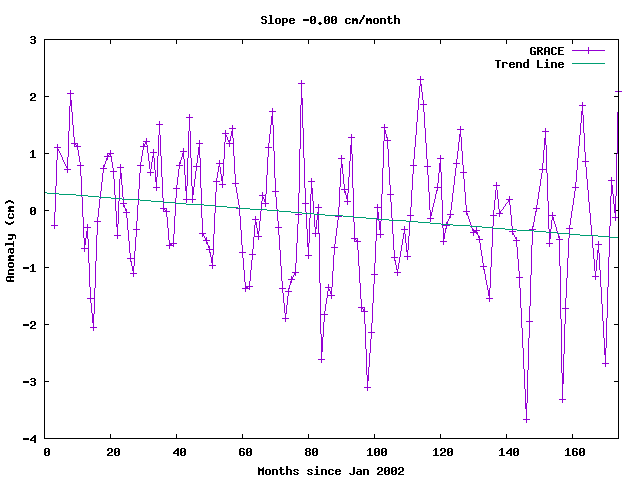 Slope -0.00 cm/month
GRACE
Trend Line
3
2
1
0
-1
-2
-3
-4
Anomaly (cm)
0 20 40 60 80 100 120 140 160
Months since Jan 2002